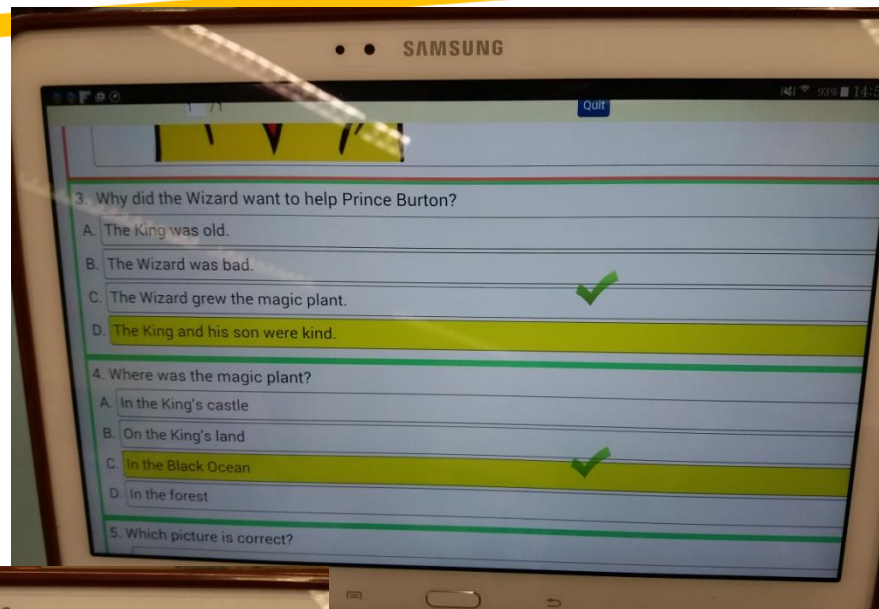 SAMSUNG
93% 14:5
Quit
3. Why did the Wizard want to help Prince Burton?
A. The King was old.
B. The Wizard was bad.
C. The Wizard grew the magic plant.
D. The King and his son were kind.
4. Where was the magic plant?
A. In the King's castle
B. On the King's land
C. In the Black Ocean
D. In the forest
5. Which picture is correct?